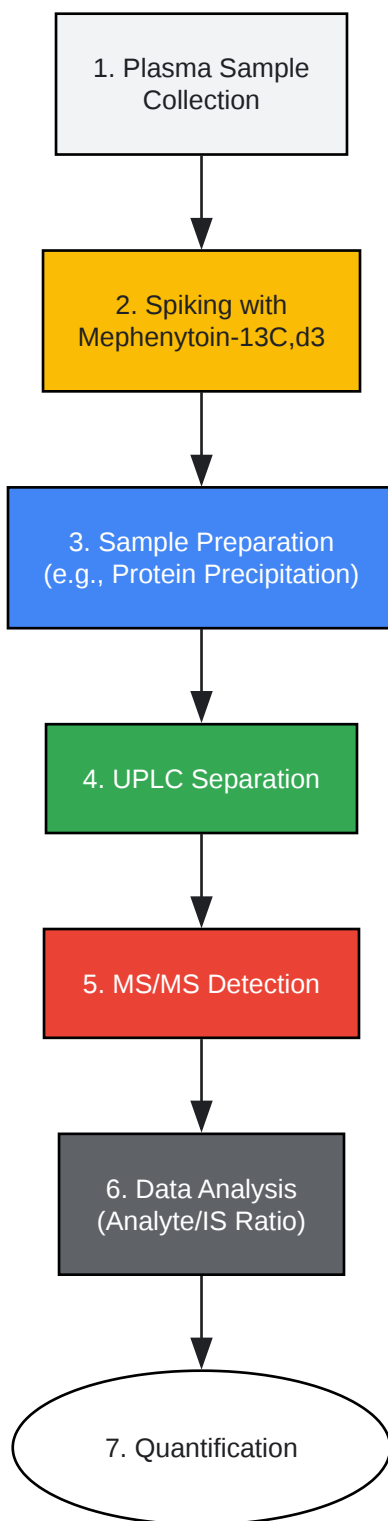 1. Plasma Sample
Collection
2. Spiking with
Mephenytoin-13C,d3
3. Sample Preparation
(e.g., Protein Precipitation)
4. UPLC Separation
5. MS/MS Detection
6. Data Analysis
(Analyte/IS Ratio)
7. Quantification